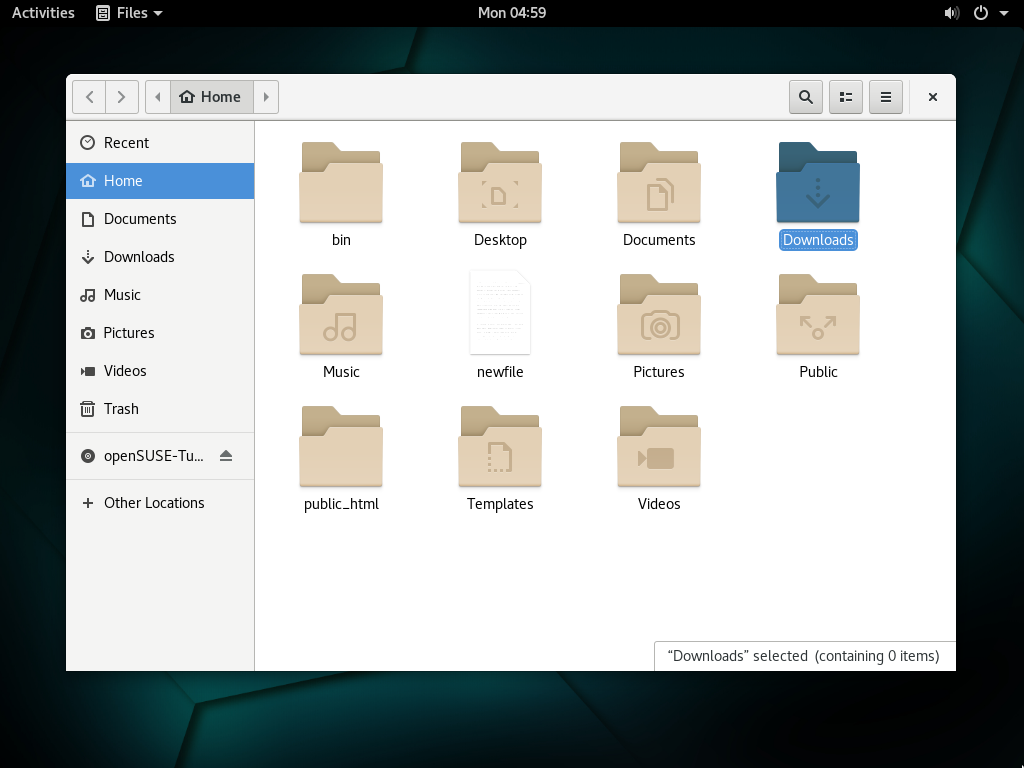 Activities Files Mon 04:59
Home
Recent
Home
Documents
Downloads
Music
Pictures
Videos
Trash
openSUSE-Tu...
Other Locations
bin Desktop Documents Downloads
Music newfile Pictures Public
public_html Templates Videos
“Downloads” selected (containing 0 items)